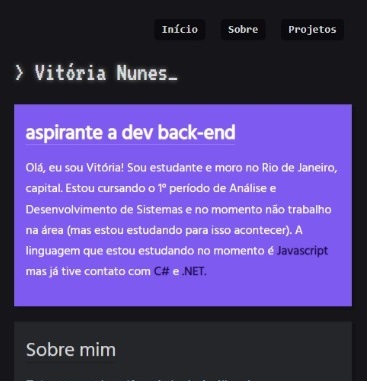 Início Sobre Projetos
> Vitória Nunes_
aspirante a dev back-end
Olá, eu sou Vitória! Sou estudante e moro no Rio de Janeiro,
capital. Estou cursando o 1º período de Análise e
Desenvolvimento de Sistemas e no momento não trabalho
na área (mas estou estudando para isso acontecer). A
linguagem que estou estudando no momento é Javascript
mas já tive contato com C# e .NET.
Sobre mim